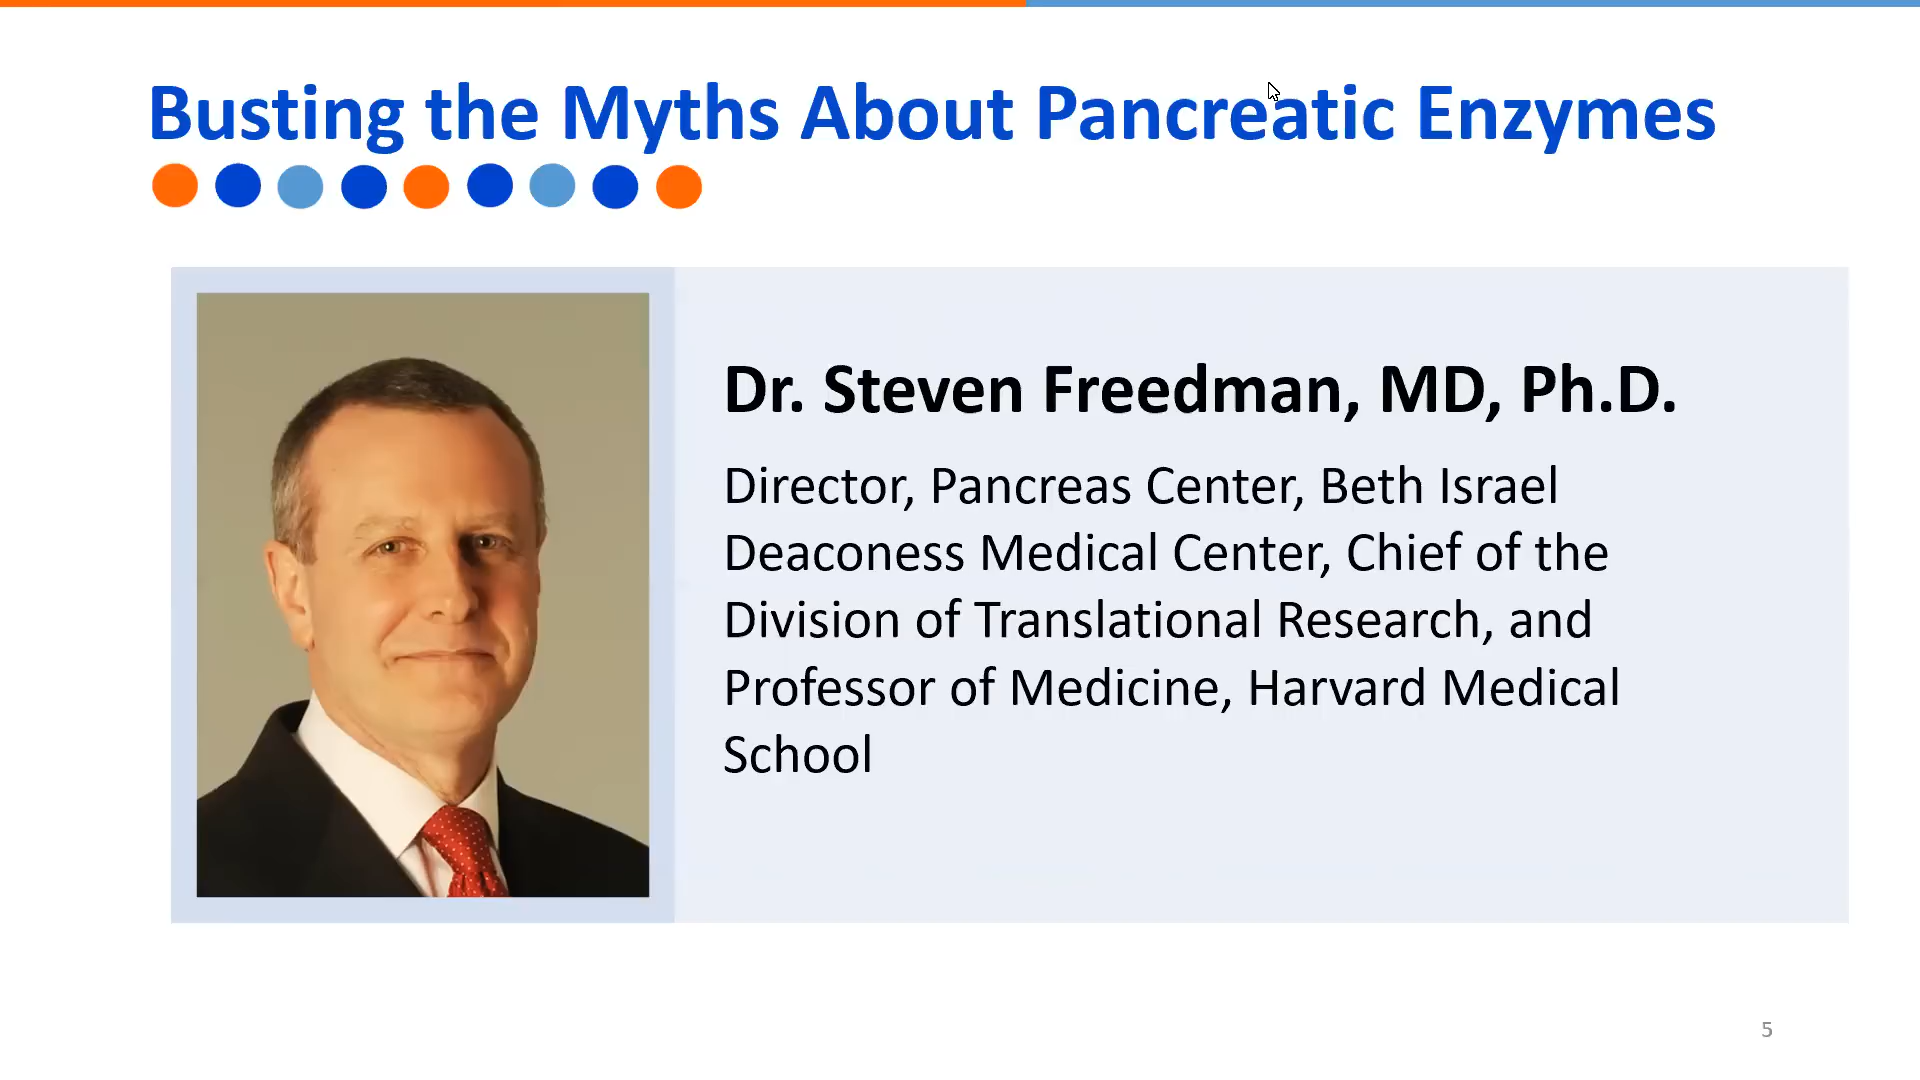 Busting the Myths About Pancreatic Enzymes
Dr. Steven Freedman, MD, Ph.D.
Director, Pancreas Center, Beth Israel
Deaconess Medical Center, Chief of the
Division of Translational Research, and
Professor of Medicine, Harvard Medical
School
5